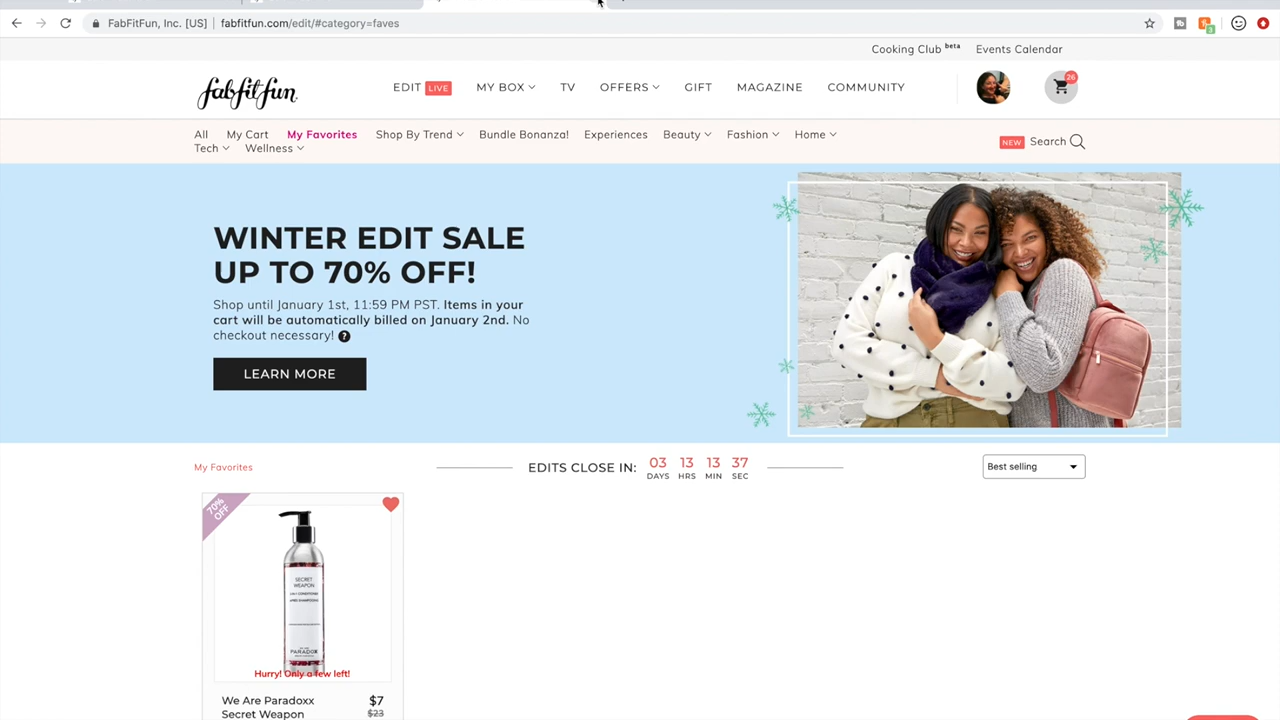 FabFitFun, Inc. [US] | fabfitfun.com/edit/#category=faves
Cooking Club beta Events Calendar
fabfitfun
EDIT LIVE MY BOX TV OFFERS GIFT MAGAZINE COMMUNITY
26
All My Cart My Favorites Shop By Trend Bundle Bonanza! Experiences Beauty Fashion Home
Tech Wellness
NEW Search
WINTER EDIT SALE
UP TO 70% OFF!
Shop until January 1st, 11:59 PM PST. Items in your
cart will be automatically billed on January 2nd. No
checkout necessary! ?
LEARN MORE
My Favorites
EDITS CLOSE IN: 03 13 13 37
DAYS HRS MIN SEC
Best selling
70%
OFF
SECRET
WEAPON
PARADOX
Hurry! Only a few left!
We Are Paradoxx $7
Secret Weapon $23